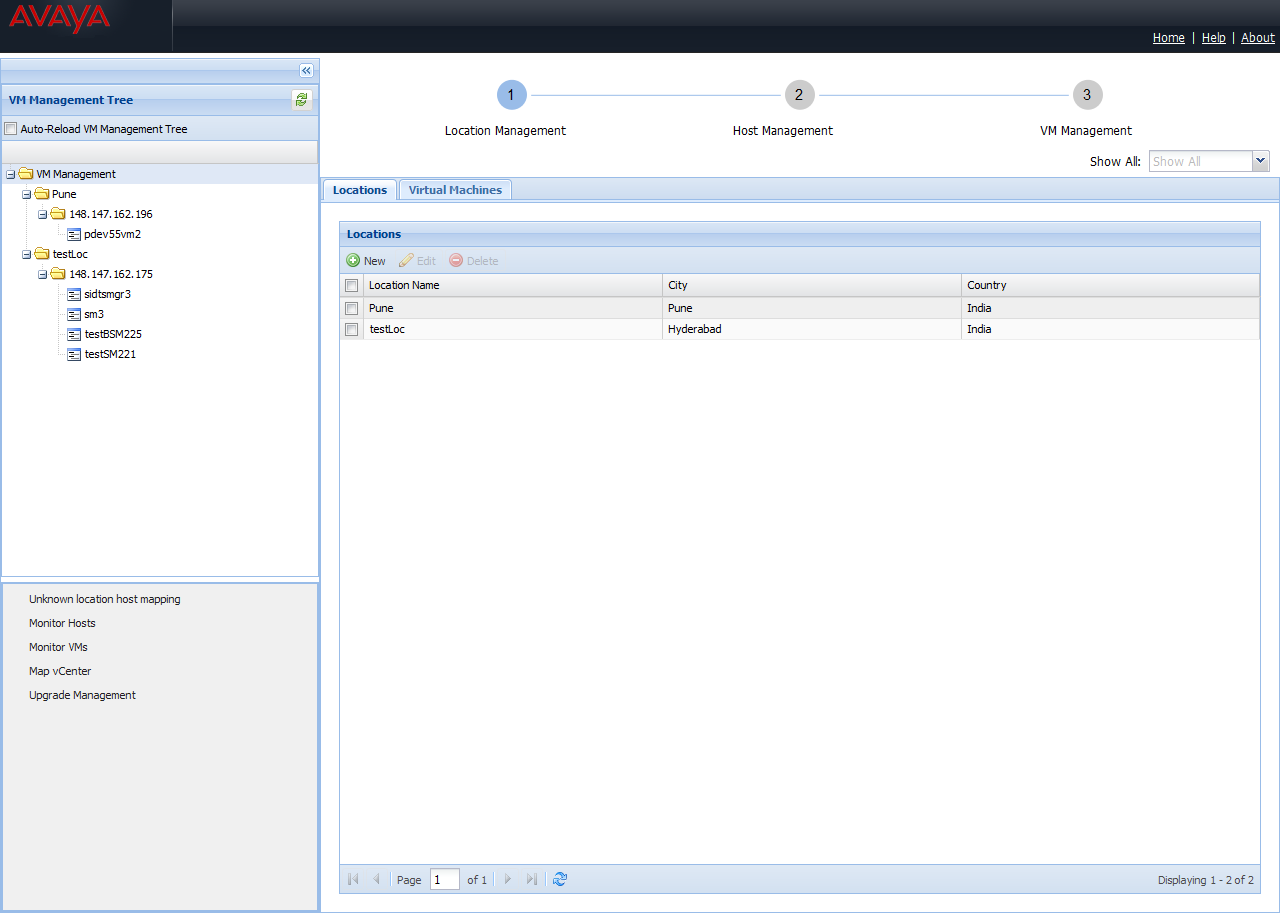 AVAYA
Home | Help | About
VM Management Tree
Auto-Reload VM Management Tree
VM Management
Pune
148.147.162.196
pdev55vm2
testLoc
148.147.162.175
sidtsmgr3
sm3
testBSM225
testSM221
Unknown location host mapping
Monitor Hosts
Monitor VMs
Map vCenter
Upgrade Management
1 2 3
Location Management Host Management VM Management
Show All: Show All
Locations Virtual Machines
Locations
New Edit Delete
Location Name City Country
Pune Pune India
testLoc Hyderabad India
Page 1 of 1 Displaying 1 - 2 of 2